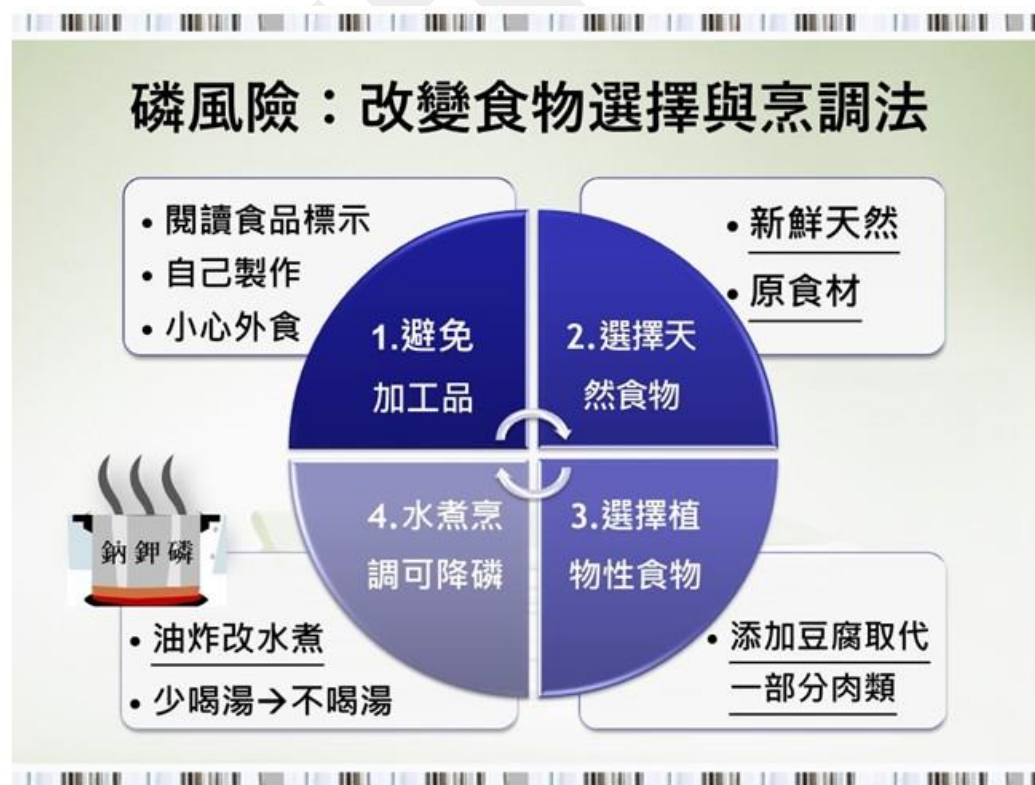 磷風險：改變食物選擇與烹調法
• 閱讀食品標示
• 自己製作
• 小心外食
1.避免
加工品
2.選擇天
然食物
• 新鮮天然
• 原食材
鈉鉀磷
4.水煮烹
調可降磷
3.選擇植
物性食物
• 油炸改水煮
• 少喝湯→不喝湯
• 添加豆腐取代
一部分肉類